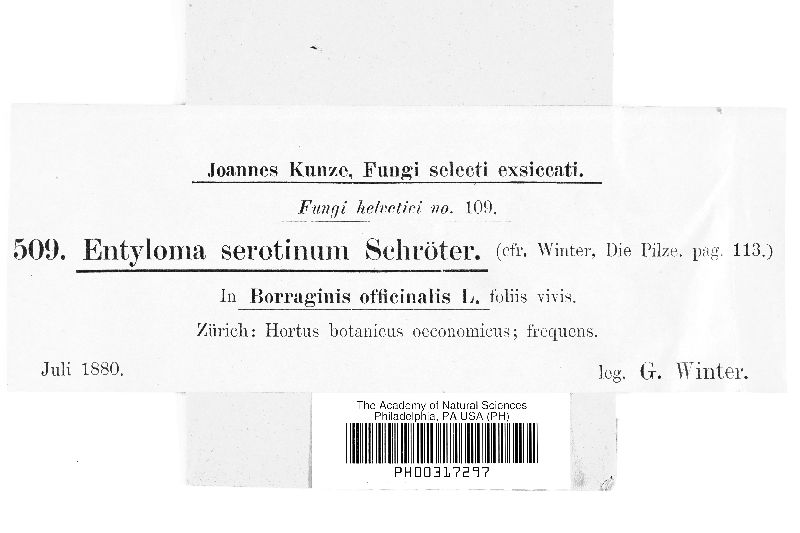 Joannes Kunze, Fungi selecti exsiccati.
Fungi helvetici no. 109.
509. Entyloma serotinum Schröter. (cfr. Winter, Die Pilze. pag. 113.)
In Borraginis officinalis L. foliis vivis.
Zürich: Hortus botanicus oeconomicus; frequens.
Juli 1880. leg. G. Winter.
The Academy of Natural Sciences
Philadelphia, PA USA (PH)
PH00317297